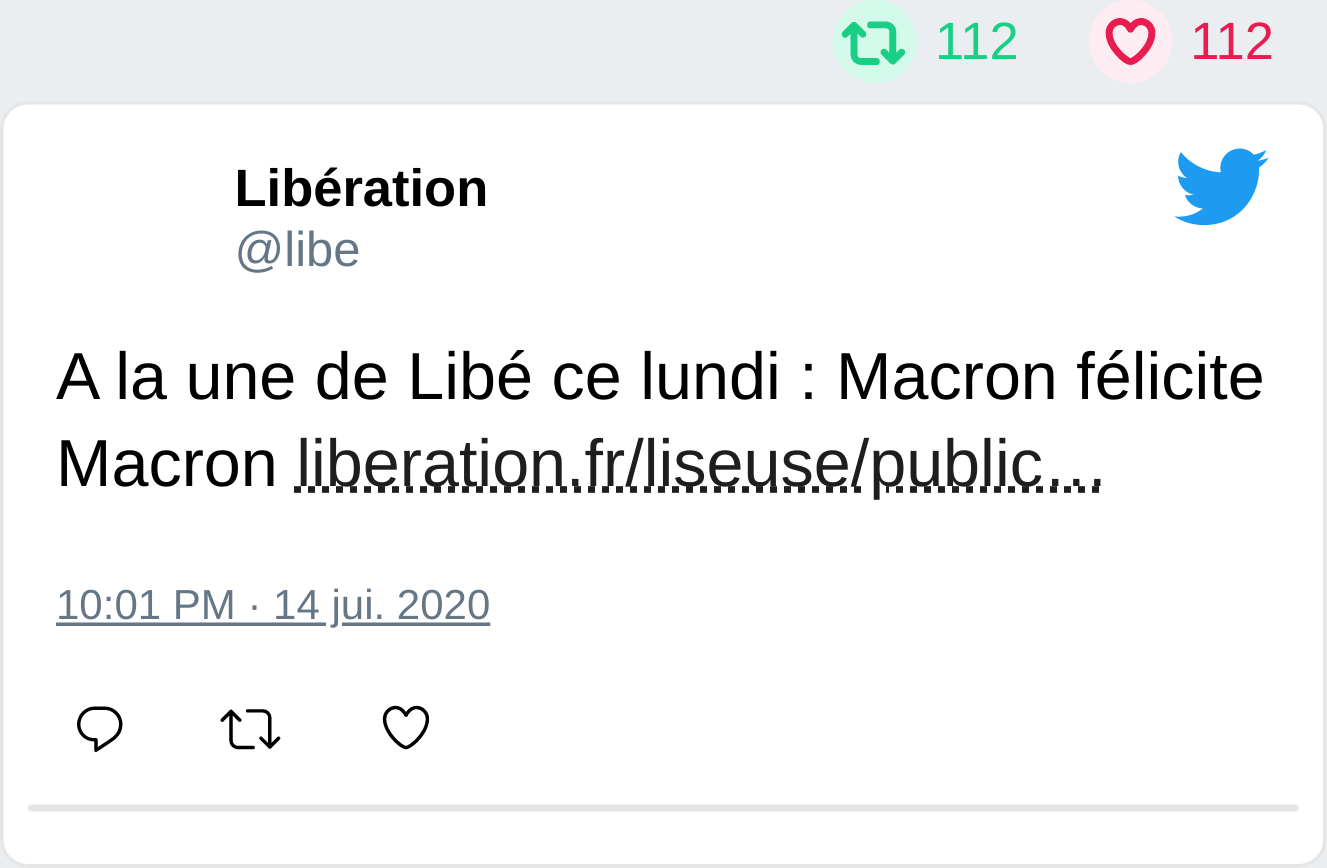 112 112
Libération
@libe
A la une de Libé ce lundi : Macron félicite
Macron liberation.fr/liseuse/public…
10:01 PM · 14 jui. 2020